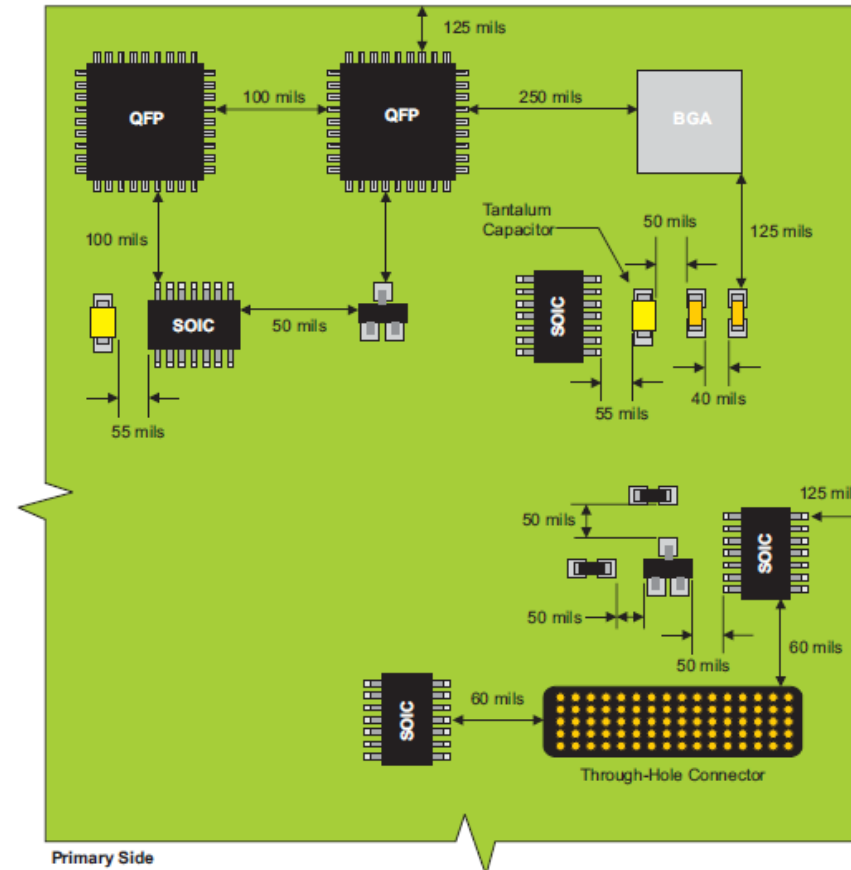 125 mils
QFP
100 mils
QFP
250 mils
BGA
100 mils
Tantalum
Capacitor
50 mils
125 mils
SOIC
50 mils
SOIC
55 mils
55 mils
40 mils
125 mil
50 mils
SOIC
50 mils
50 mils
60 mils
SOIC
60 mils
Through-Hole Connector
Primary Side